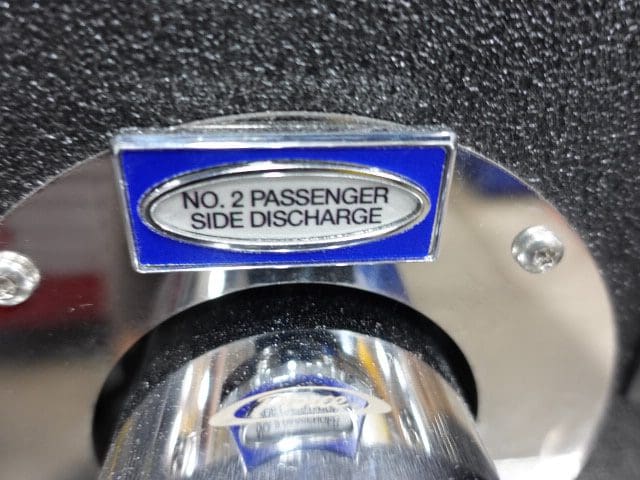 NO. 2 PASSENGER
SIDE DISCHARGE